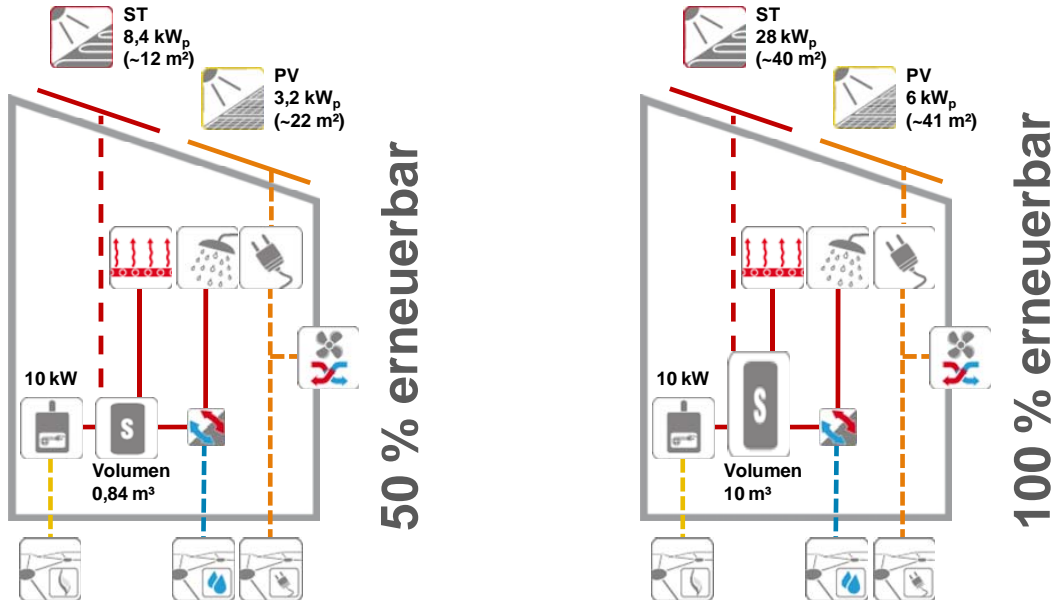 ST
8,4 kWp
(~12 m²)
PV
3,2 kWp
(~22 m²)
10 kW
S
Volumen
0,84 m³
50 % erneuerbar
ST
28 kWp
(~40 m²)
PV
6 kWp
(~41 m²)
10 kW
S
Volumen
10 m³
100 % erneuerbar